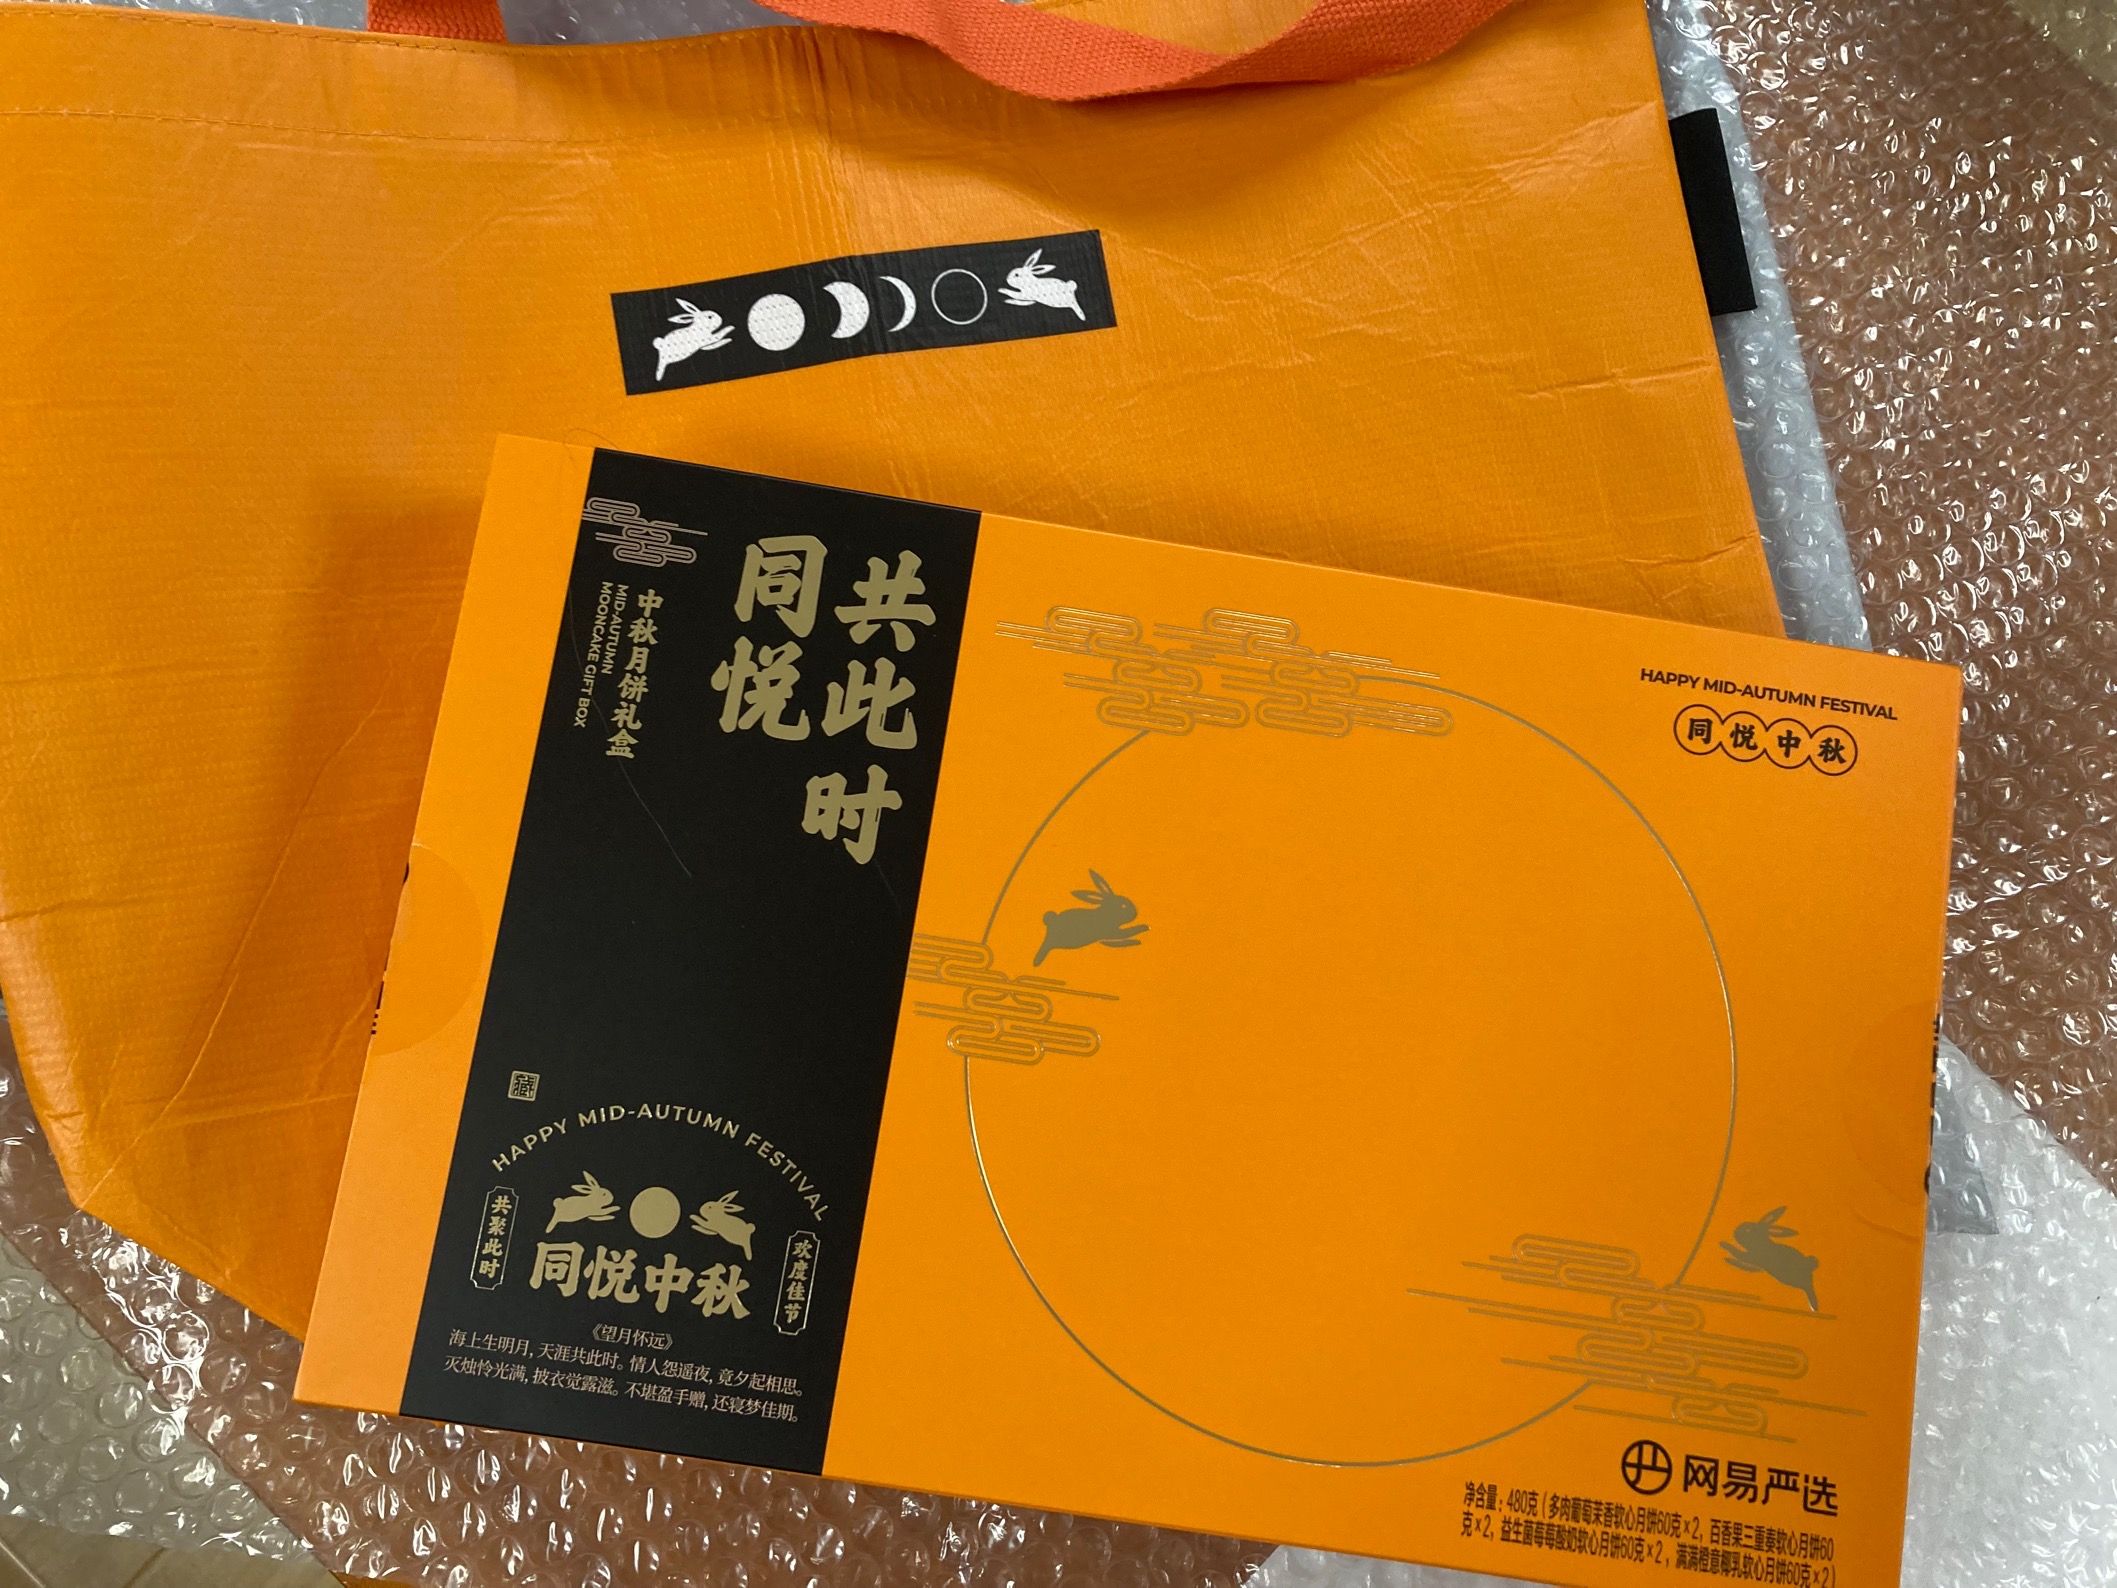 共此时
同悦
中秋月饼礼盒
MID-AUTUMN
MOONCAKE GIFT BOX
HAPPY MID-AUTUMN FESTIVAL
同悦中秋
藏
HAPPY MID-AUTUMN FESTIVAL
共聚此时
同悦中秋
欢度佳节
《望月怀远》
海上生明月,天涯共此时。情人怨遥夜,竟夕起相思。
灭烛怜光满,披衣觉露滋。不堪盈手赠,还寝梦佳期。
网易严选
净含量:480克(多肉葡萄茉香软心月饼60克×2,百香果三重奏软心月饼60
克×2,益生菌莓莓酸奶软心月饼60克×2,满满橙意椰乳软心月饼60克×2)